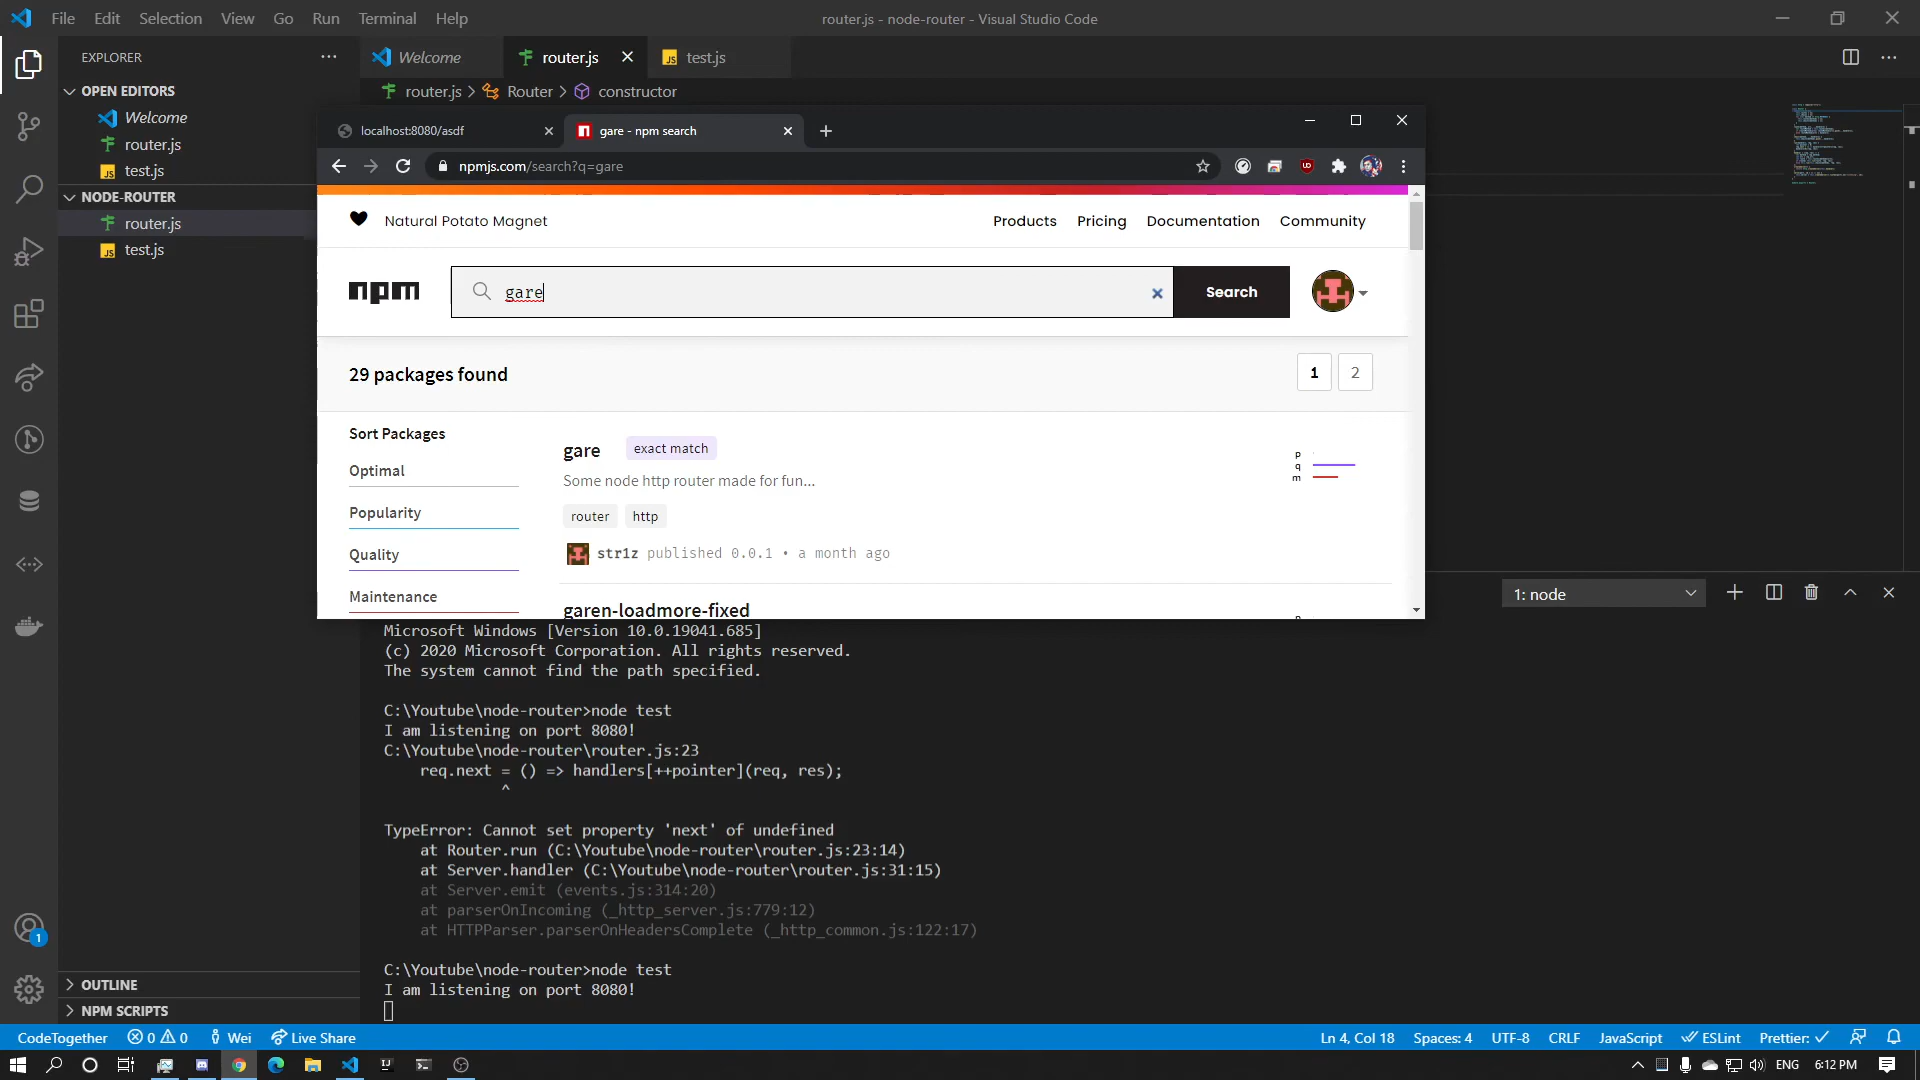 File Edit Selection View Go Run Terminal Help
router.js - node-router - Visual Studio Code
EXPLORER
Welcome
router.js
test.js
router.js > Router > constructor
OPEN EDITORS
Welcome
router.js
test.js
NODE-ROUTER
router.js
test.js
OUTLINE
NPM SCRIPTS
localhost:8080/asdf
gare - npm search
npmjs.com/search?q=gare
Natural Potato Magnet
Products
Pricing
Documentation
Community
npm
gare
Search
29 packages found
1
2
Sort Packages
Optimal
Popularity
Quality
Maintenance
gare
exact match
Some node http router made for fun...
router
http
str1z published 0.0.1 • a month ago
p
q
m
garen-loadmore-fixed
1: node
Microsoft Windows [Version 10.0.19041.685]
(c) 2020 Microsoft Corporation. All rights reserved.
The system cannot find the path specified.
C:\Youtube\node-router>node test
I am listening on port 8080!
C:\Youtube\node-router\router.js:23
req.next = () => handlers[++pointer](req, res);
^
TypeError: Cannot set property 'next' of undefined
at Router.run (C:\Youtube\node-router\router.js:23:14)
at Server.handler (C:\Youtube\node-router\router.js:31:15)
at Server.emit (events.js:314:20)
at parserOnIncoming (_http_server.js:779:12)
at HTTPParser.parserOnHeadersComplete (_http_common.js:122:17)
C:\Youtube\node-router>node test
I am listening on port 8080!
1
CodeTogether
0 0
Wei
Live Share
Ln 4, Col 18
Spaces: 4
UTF-8
CRLF
JavaScript
ESLint
Prettier: ✓
ENG
6:12 PM